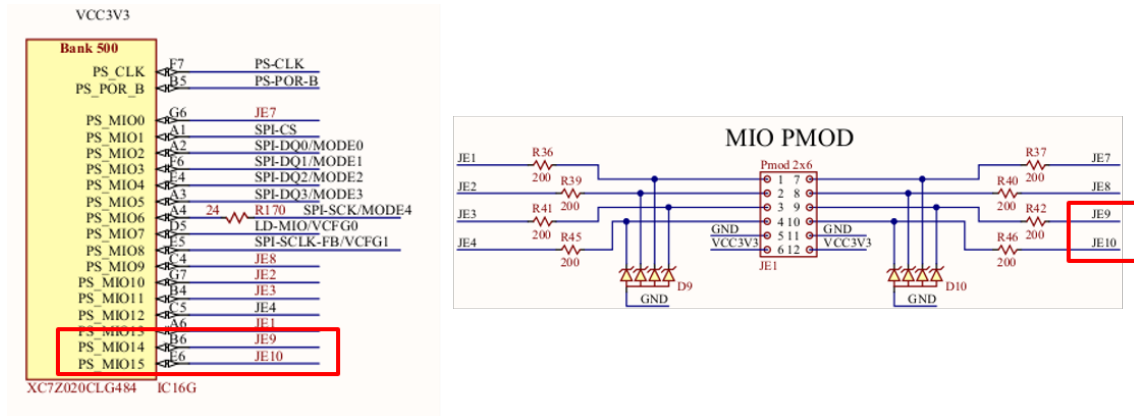 VCC3V3
Bank 500
PS_CLK F7 PS-CLK
PS_POR_B B5 PS-POR-B
PS_MIO0 G6 JE7
PS_MIO1 A1 SPI-CS
PS_MIO2 A2 SPI-DQ0/MODE0
PS_MIO3 F6 SPI-DQ1/MODE1
PS_MIO4 E4 SPI-DQ2/MODE2
PS_MIO5 A3 SPI-DQ3/MODE3
PS_MIO6 A4 24 R170 SPI-SCK/MODE4
PS_MIO7 D5 LD-MIO/VCFG0
PS_MIO8 E5 SPI-SCLK-FB/VCFG1
PS_MIO9 C4 JE8
PS_MIO10 G7 JE2
PS_MIO11 B4 JE3
PS_MIO12 C5 JE4
PS_MIO13 A6 JE1
PS_MIO14 B6 JE9
PS_MIO15 E6 JE10
XC7Z020CLG484 IC16G
MIO PMOD
JE1 R36 200 Pmod 2x6 R37 200 JE7
JE2 R39 200 1 7 R40 200 JE8
JE3 R41 200 2 8 R42 200 JE9
JE4 R45 200 3 9 R46 200 JE10
4 10
GND 5 11 GND
VCC3V3 6 12 VCC3V3
JE1
D9 D10
GND GND